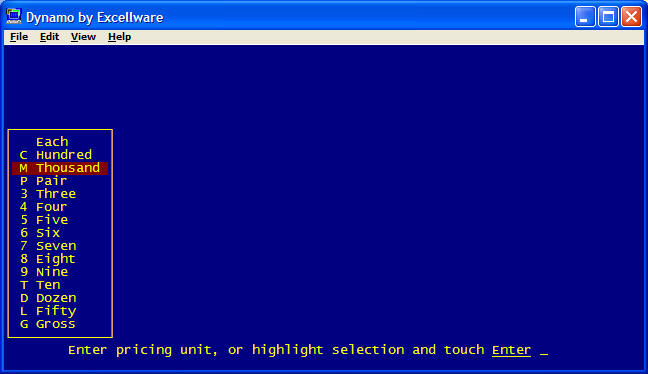 Dynamo by Excellware
File Edit View Help
Each
C Hundred
M Thousand
P Pair
3 Three
4 Four
5 Five
6 Six
7 Seven
8 Eight
9 Nine
T Ten
D Dozen
L Fifty
G Gross
Enter pricing unit, or highlight selection and touch Enter _